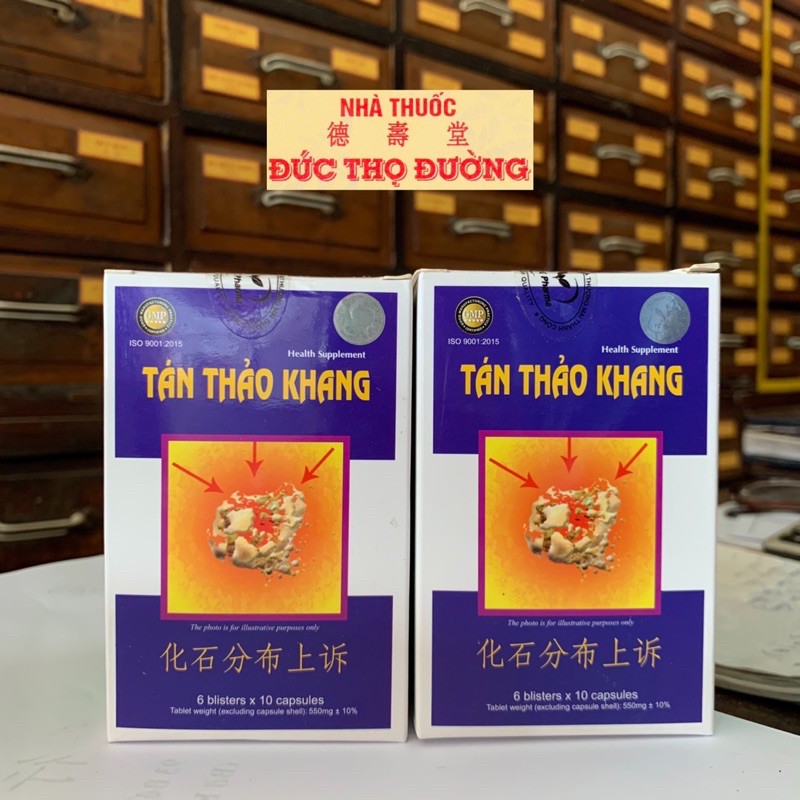 NHÀ THUỐC
德壽堂
ĐỨC THỌ ĐƯỜNG
GMP
ISO 9001:2015
Health Supplement
TÁN THẢO KHANG
The photo is for illustrative purposes only
化石分布上诉
6 blisters x 10 capsules
Tablet weight (excluding capsule shell): 550mg ± 10%
GMP
ISO 9001:2015
Health Supplement
TÁN THẢO KHANG
The photo is for illustrative purposes only
化石分布上诉
6 blisters x 10 capsules
Tablet weight (excluding capsule shell): 550mg ± 10%